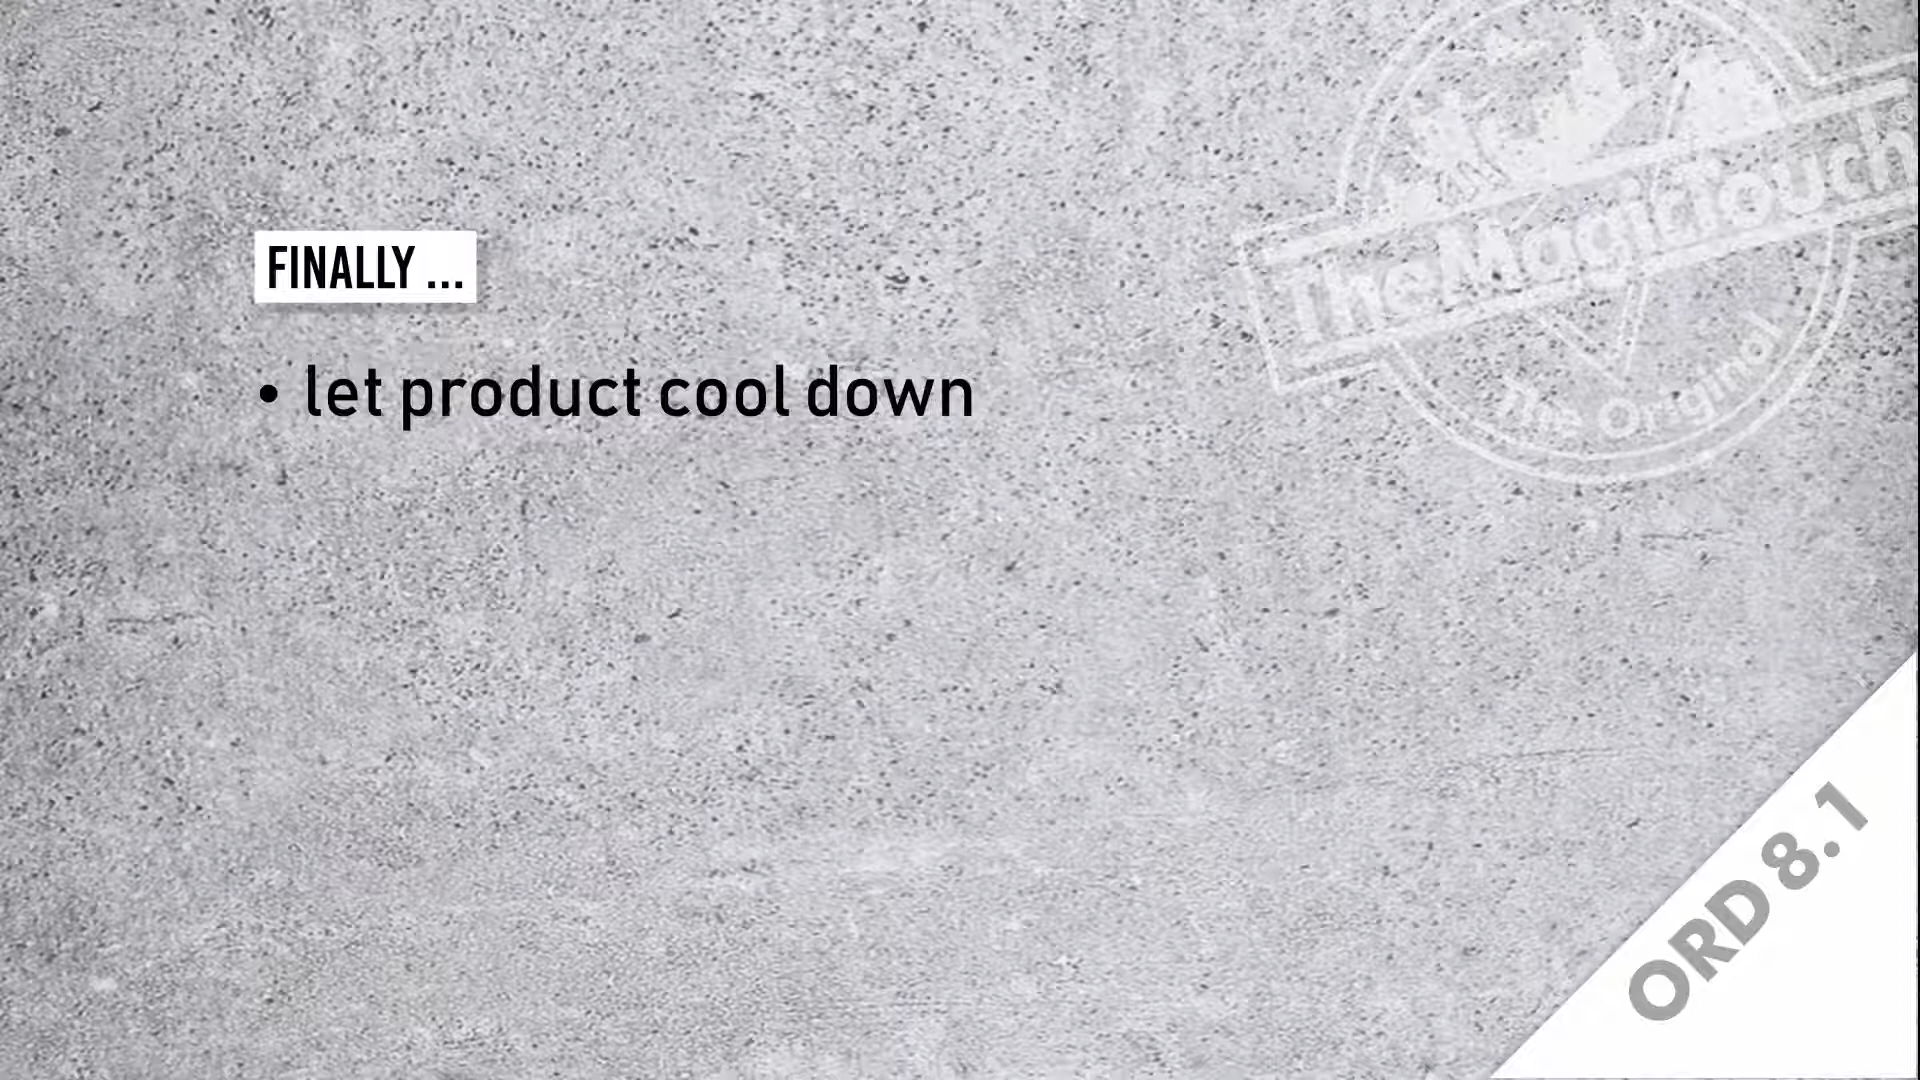 TheMagicTouch®
The Original
FINALLY ...
• let product cool down
ORD 8.1